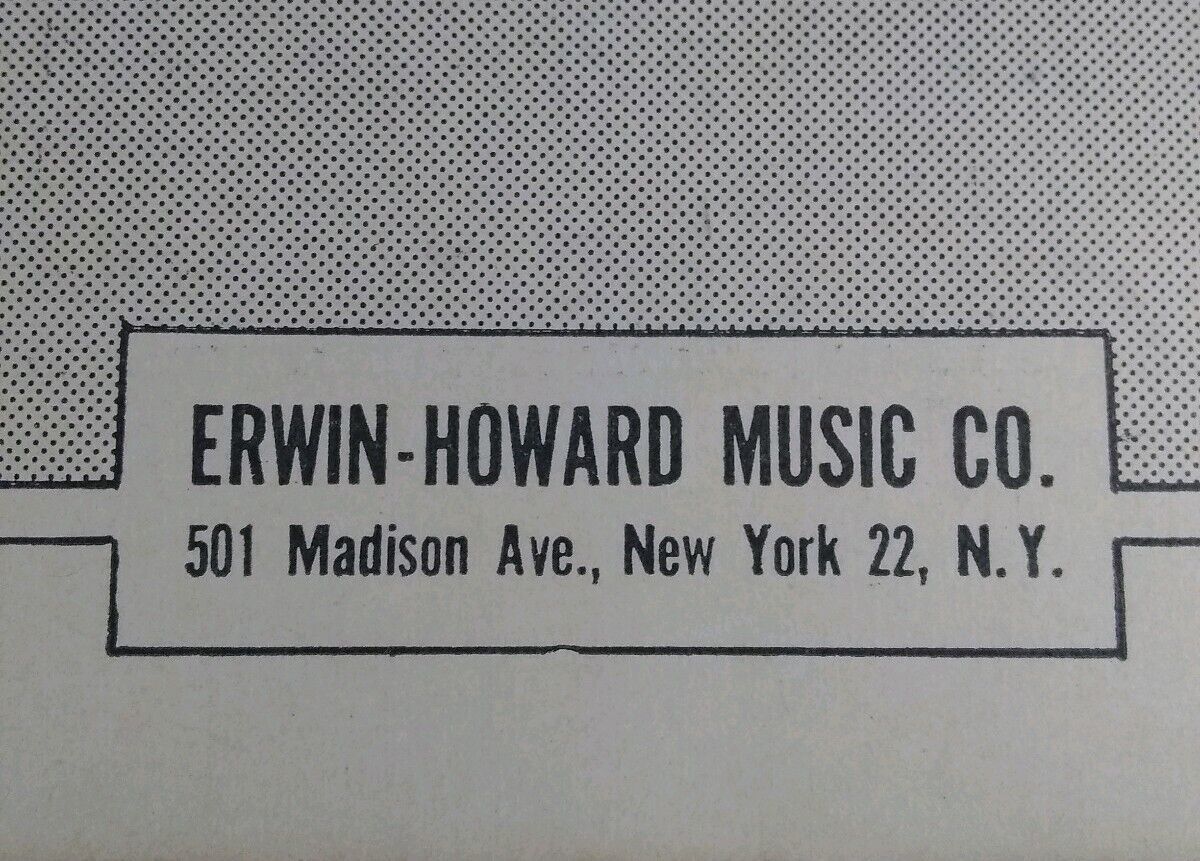 ERWIN-HOWARD MUSIC CO.
501 Madison Ave., New York 22, N.Y.